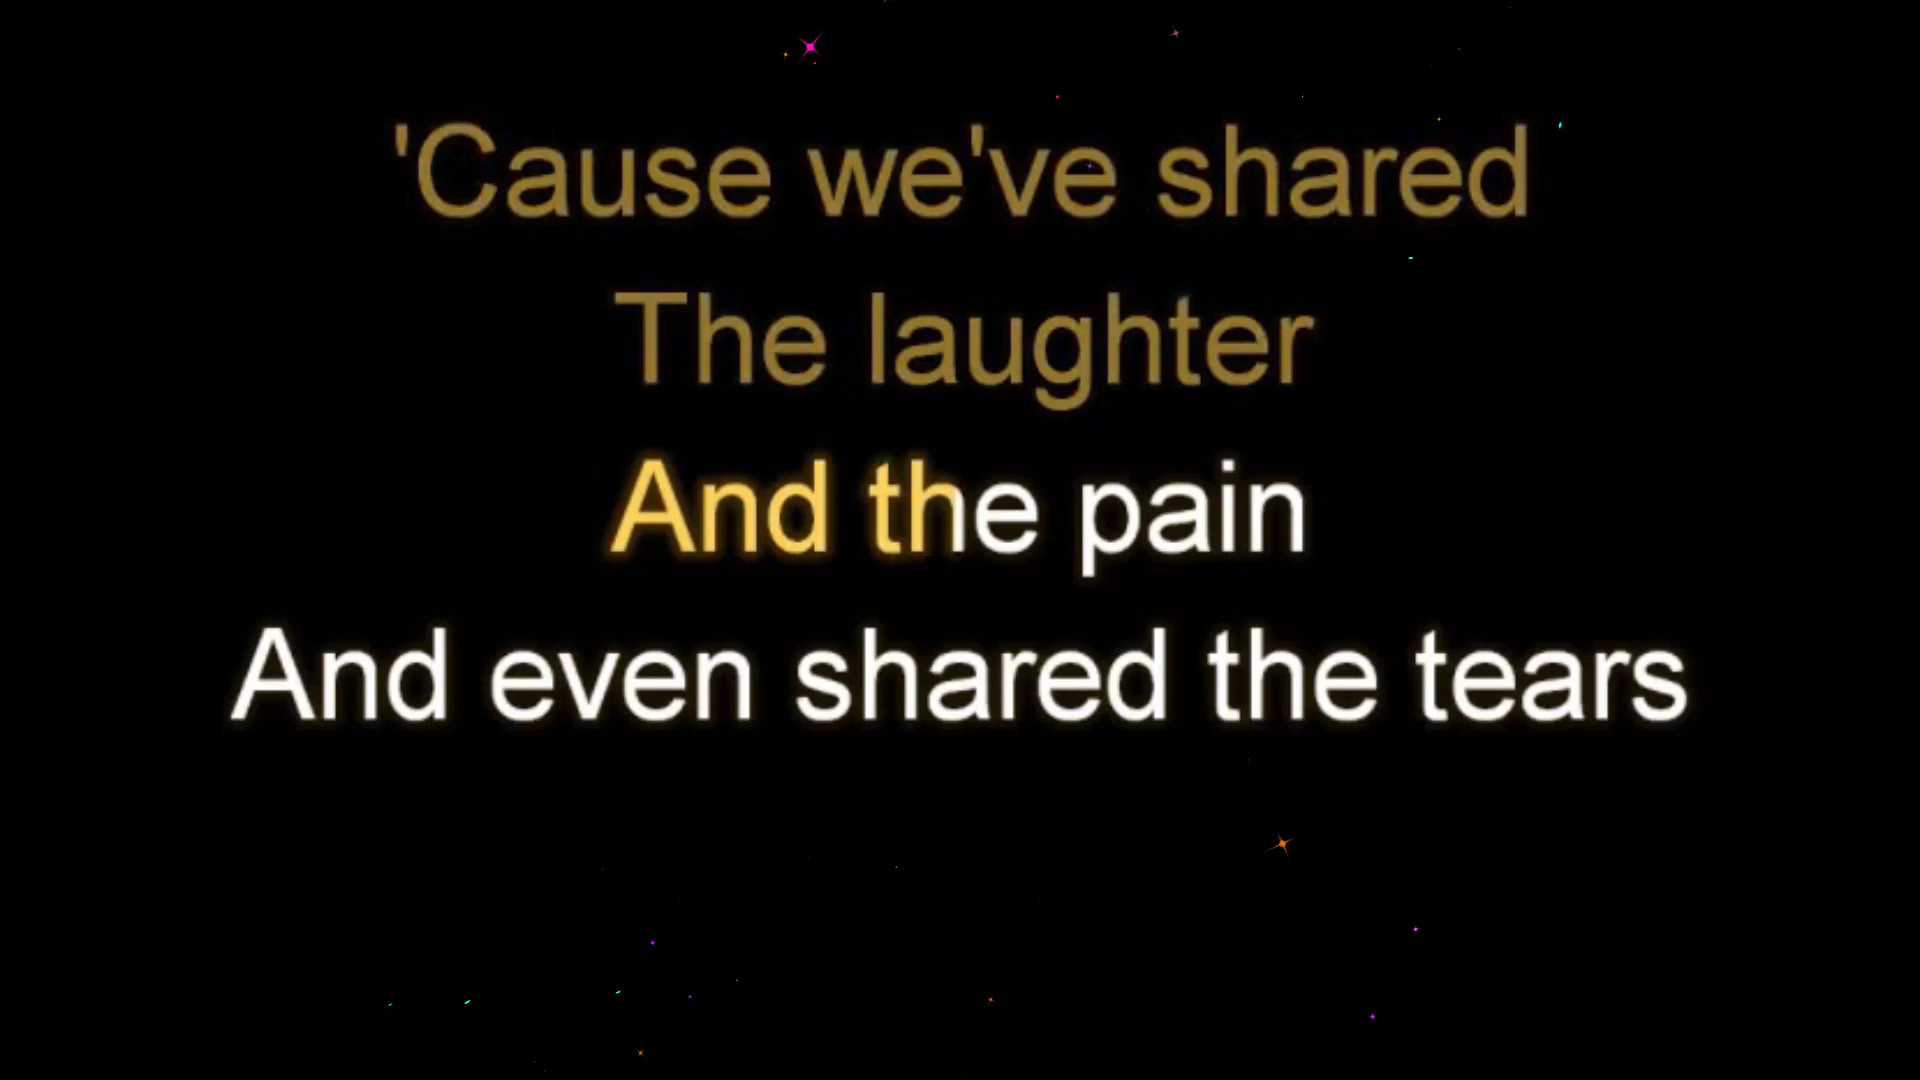 'Cause we've shared
The laughter
And the pain
And even shared the tears